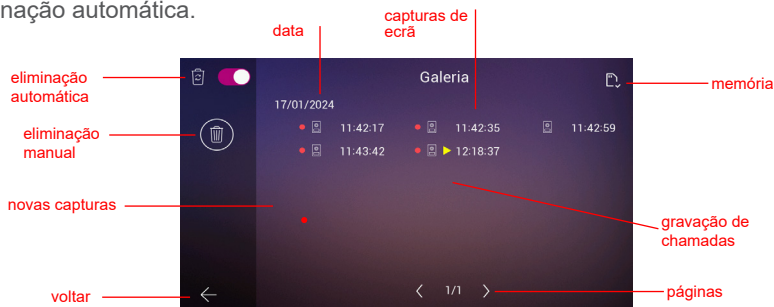 nação automática.
capturas de
ecrã
data
eliminação
automática
Galeria
memória
17/01/2024
11:42:17 11:42:35 11:42:59
eliminação
manual
11:43:42 12:18:37
novas capturas
gravação de
chamadas
voltar
1/1
páginas